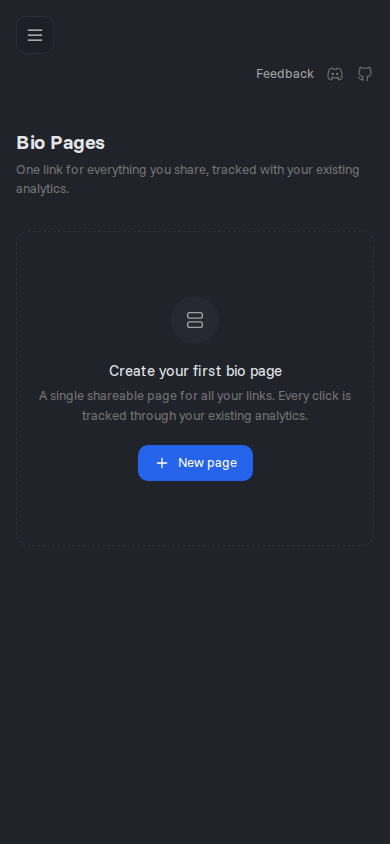 Feedback
Bio Pages
One link for everything you share, tracked with your existing
analytics.
Create your first bio page
A single shareable page for all your links. Every click is
tracked through your existing analytics.
New page